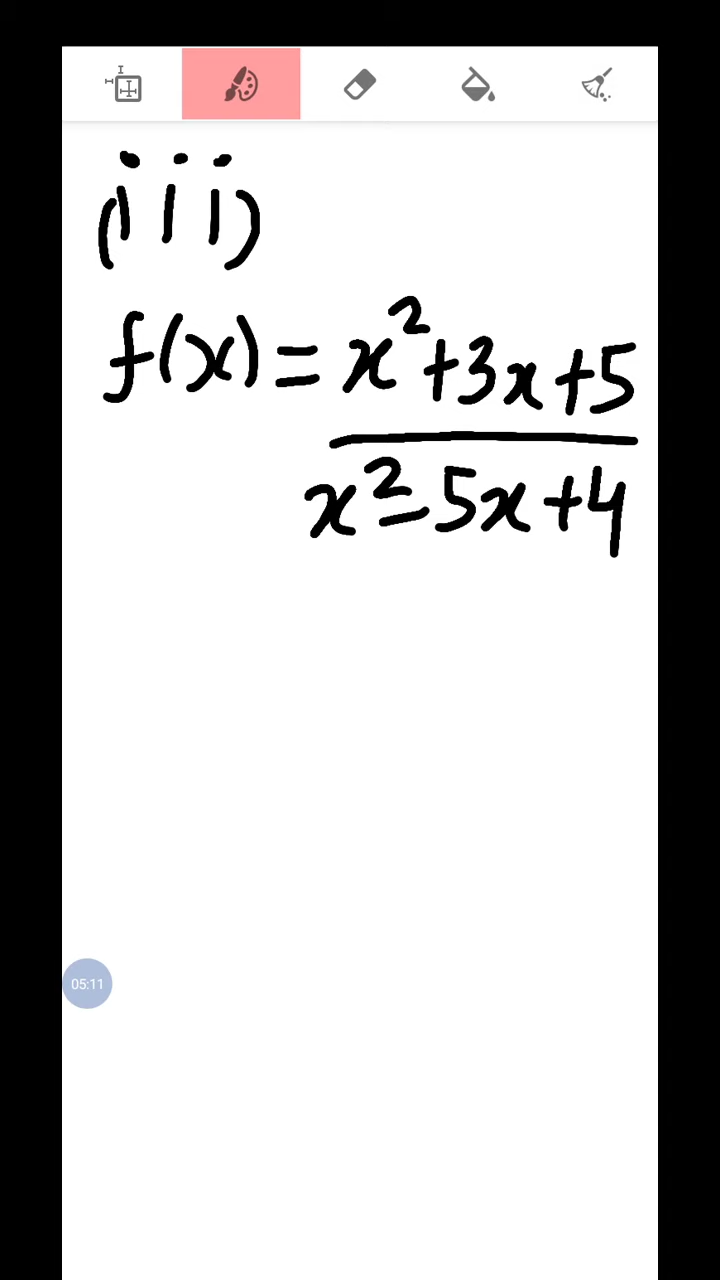 (iii)
f(x) = x²+3x+5
x²-5x+4
05:11